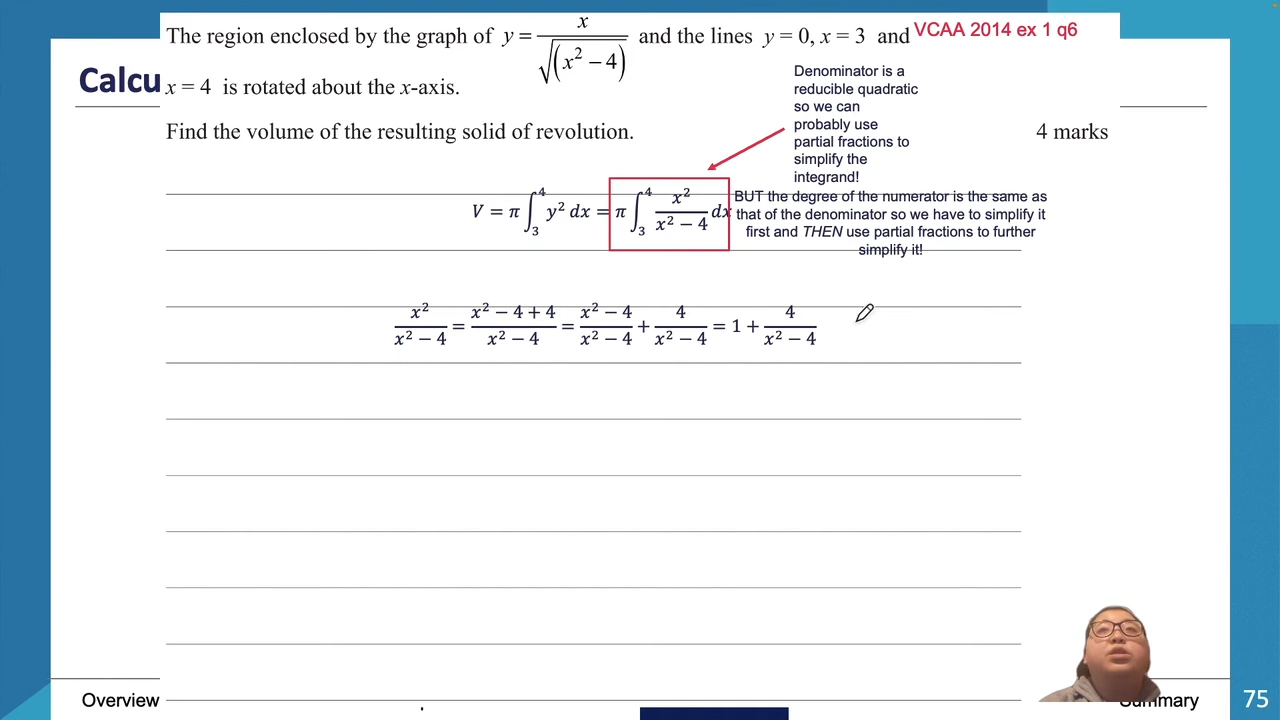 The region enclosed by the graph of y = x/√(x² − 4) and the lines y = 0, x = 3 and
VCAA 2014 ex 1 q6
Calcu
x = 4 is rotated about the x-axis.
Find the volume of the resulting solid of revolution.
4 marks
Denominator is a
reducible quadratic
so we can
probably use
partial fractions to
simplify the
integrand!
V = π ∫₃⁴ y² dx = π ∫₃⁴ x²/(x² − 4) dx
BUT the degree of the numerator is the same as
that of the denominator so we have to simplify it
first and THEN use partial fractions to further
simplify it!
x²/(x² − 4) = (x² − 4 + 4)/(x² − 4) = (x² − 4)/(x² − 4) + 4/(x² − 4) = 1 + 4/(x² − 4)
Overview
Summary
75